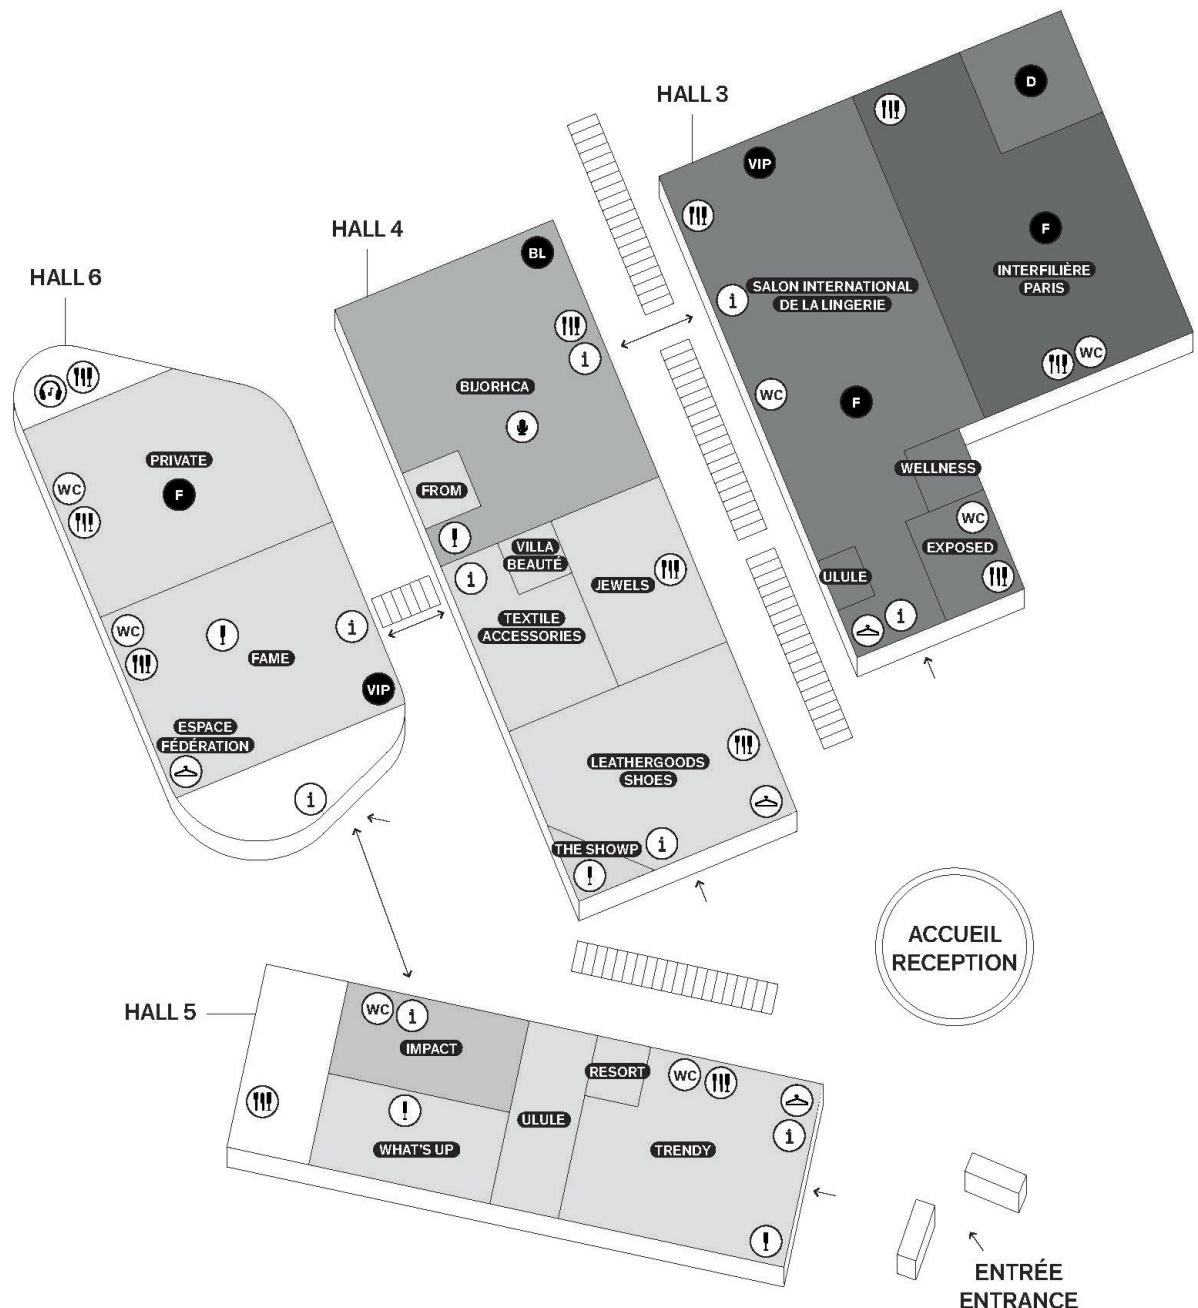 HALL 3
D
VIP
F
INTERFILIÈRE
PARIS
SALON INTERNATIONAL
DE LA LINGERIE
i
WC
WC
F
WELLNESS
WC
EXPOSED
ULULE
i
HALL 4
BL
i
BIJORHCA
FROM
VILLA
BEAUTÉ
i
JEWELS
TEXTILE
ACCESSORIES
LEATHERGOODS
SHOES
THE SHOWP
i
HALL 6
PRIVATE
WC
F
WC
i
FAME
VIP
ESPACE
FÉDÉRATION
i
ACCUEIL
RECEPTION
HALL 5
WC
i
IMPACT
RESORT
WC
ULULE
i
WHAT'S UP
TRENDY
ENTRÉE
ENTRANCE